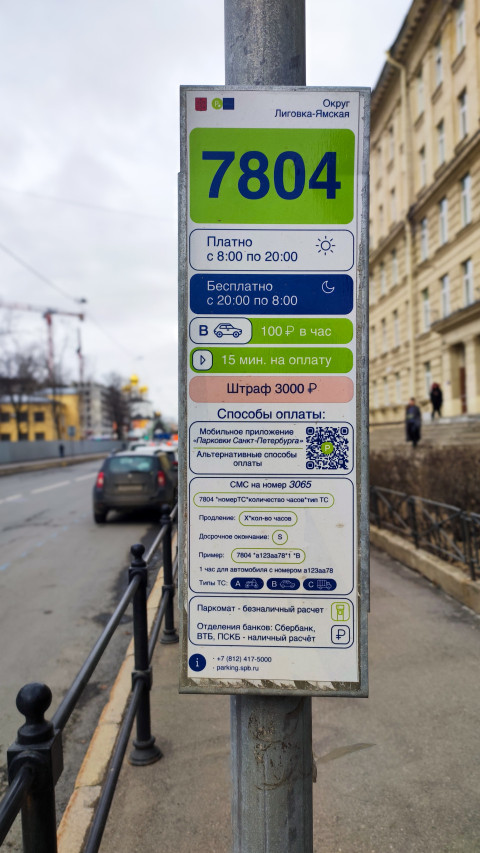 Округ
Лиговка-Ямская
7804
Платно
с 8:00 по 20:00
Бесплатно
с 20:00 по 8:00
B 100 ₽ в час
15 мин. на оплату
Штраф 3000 ₽
Способы оплаты:
Мобильное приложение
«Парковки Санкт-Петербурга»
Альтернативные способы
оплаты
СМС на номер 3065
7804 *номерТС*количество часов*тип ТС
Продление: X*кол-во часов
Досрочное окончание: S
Пример: 7804 *а123аа78*1 *B
1 час для автомобиля с номером а123аа78
Типы ТС: A B C
Паркомат - безналичный расчет
Отделения банков: Сбербанк,
ВТБ, ПСКБ - наличный расчёт
i - +7 (812) 417-5000
- parking.spb.ru